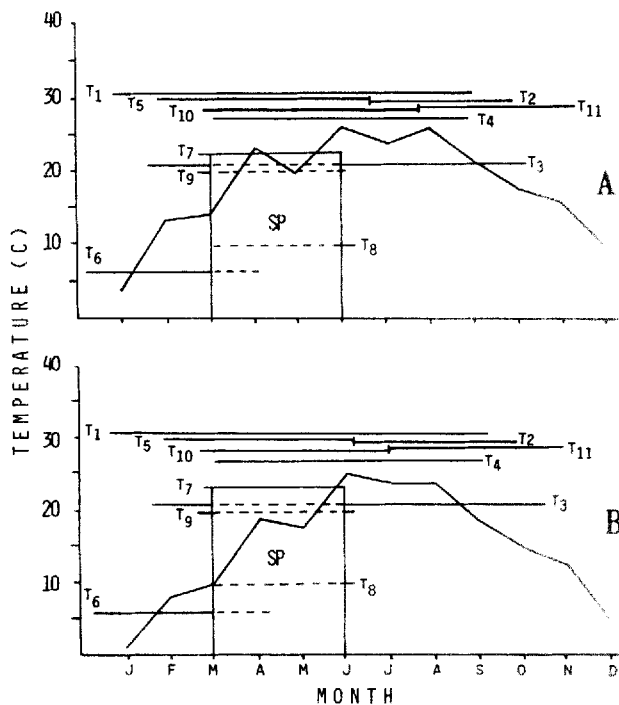 40
T1
30
T5
T2
T10
T11
T4
T7
20
T3
T9
A
SP
10
T8
T6
TEMPERATURE (C)
40
T1
30
T5
T2
T10
T11
T4
T7
20
T3
T9
B
SP
10
T8
T6
J F M A M J J A S O N D
MONTH